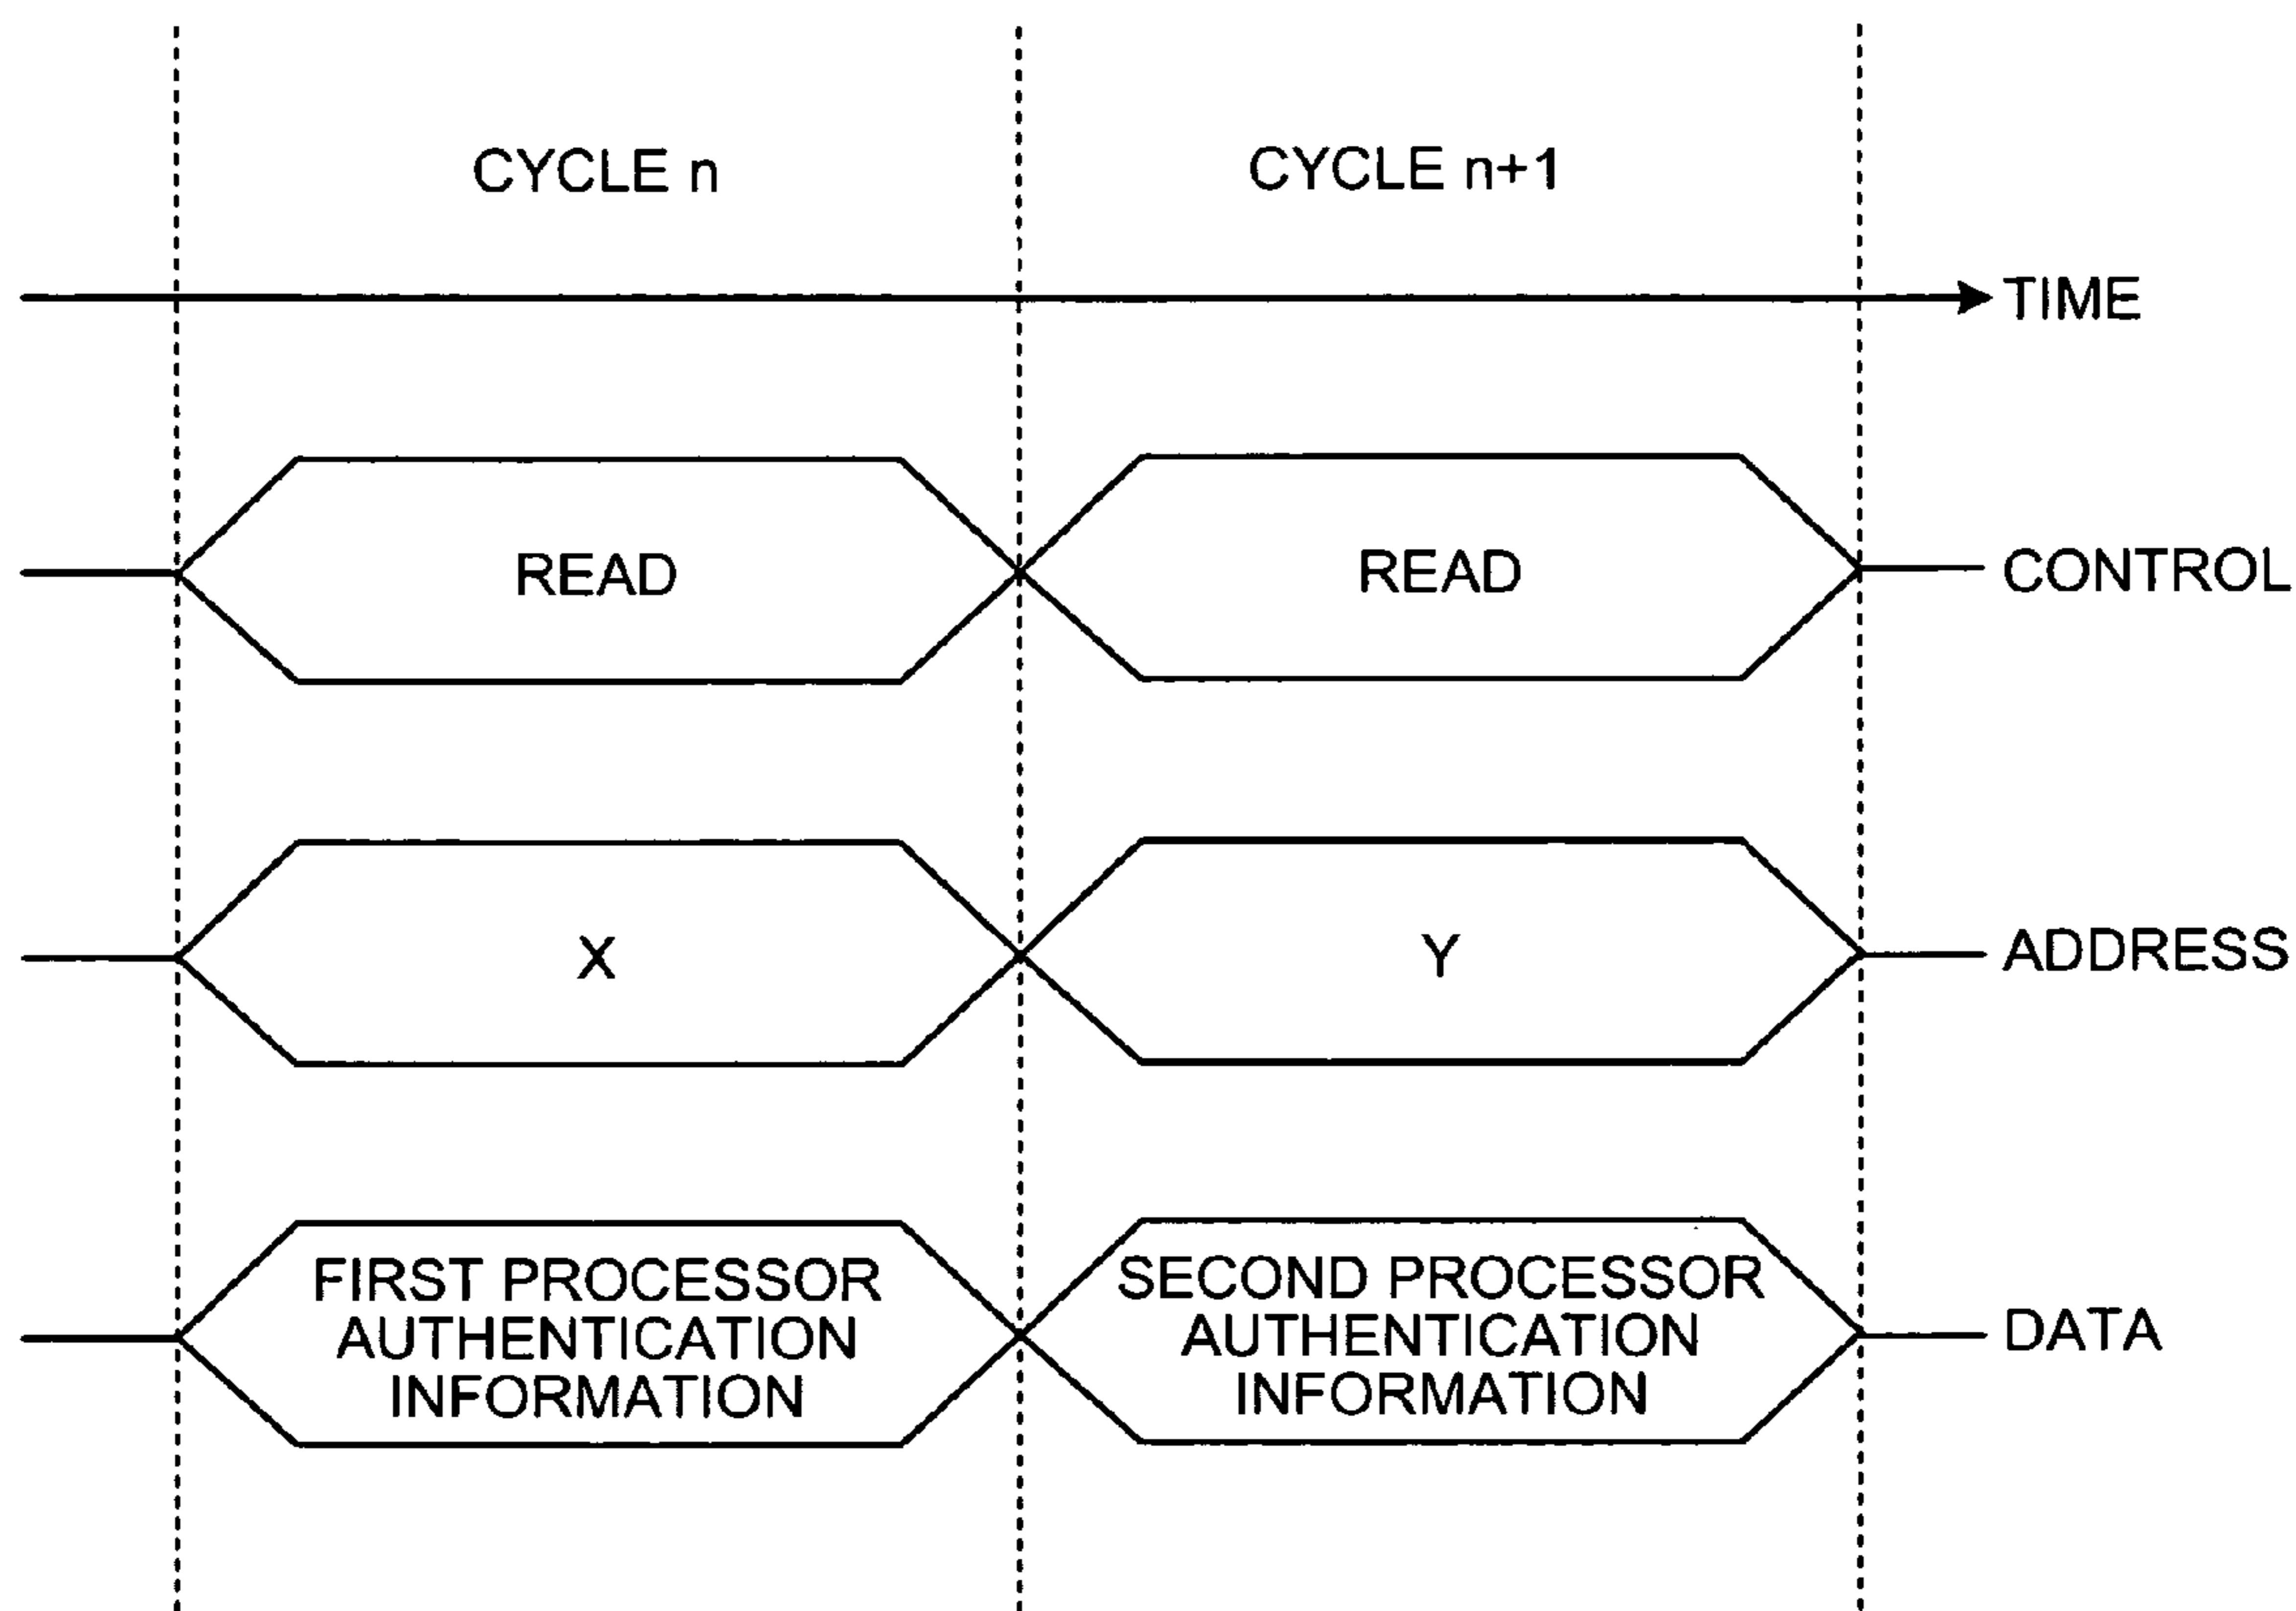 CYCLE n
CYCLE n+1
TIME
READ
READ
CONTROL
X
Y
ADDRESS
FIRST PROCESSOR
AUTHENTICATION
INFORMATION
SECOND PROCESSOR
AUTHENTICATION
INFORMATION
DATA